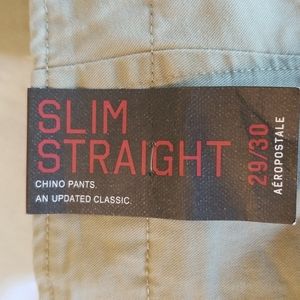 SLIM
STRAIGHT
CHINO PANTS.
AN UPDATED CLASSIC.
29/30
AÉROPOSTALE